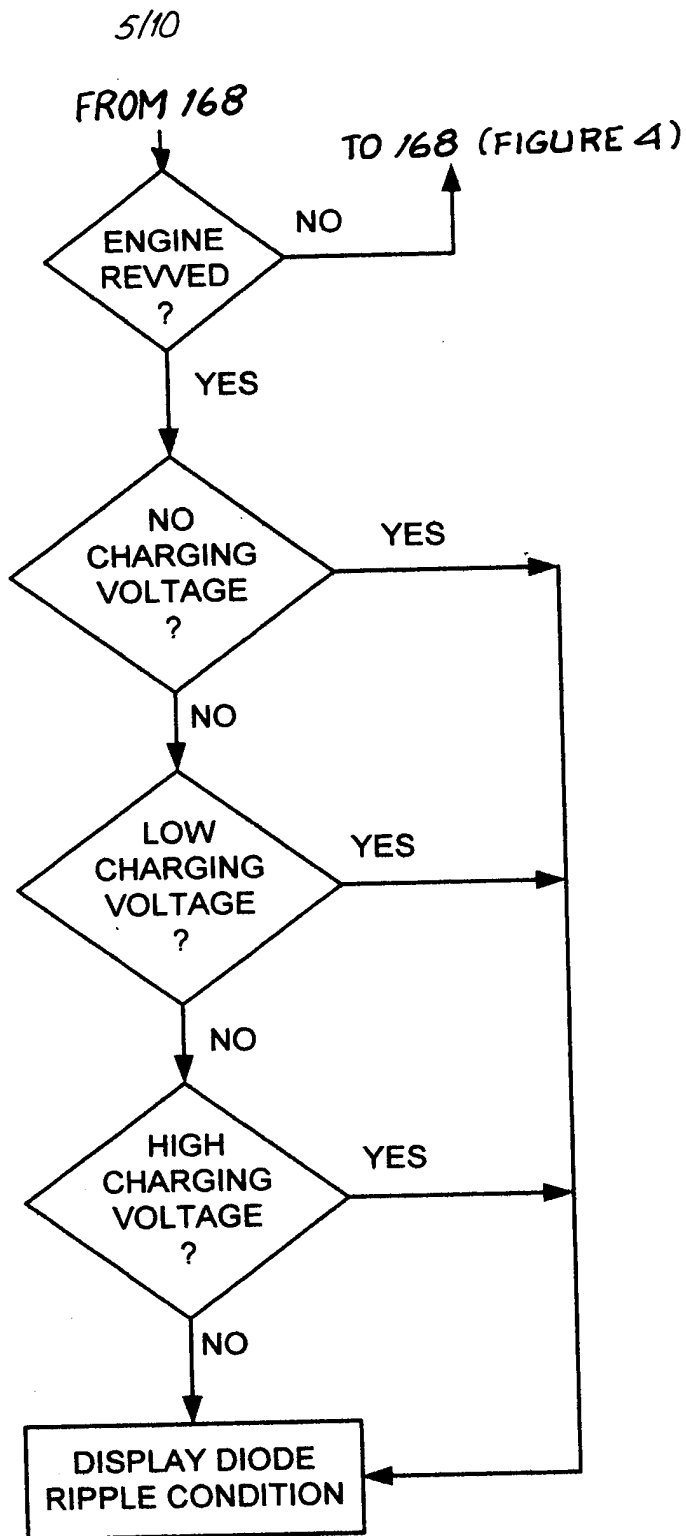 5/10
FROM 168
TO 168 (FIGURE 4)
NO
ENGINE
REVVED
?
YES
NO
CHARGING
VOLTAGE
?
YES
NO
LOW
CHARGING
VOLTAGE
?
YES
NO
HIGH
CHARGING
VOLTAGE
?
YES
NO
DISPLAY DIODE
RIPPLE CONDITION